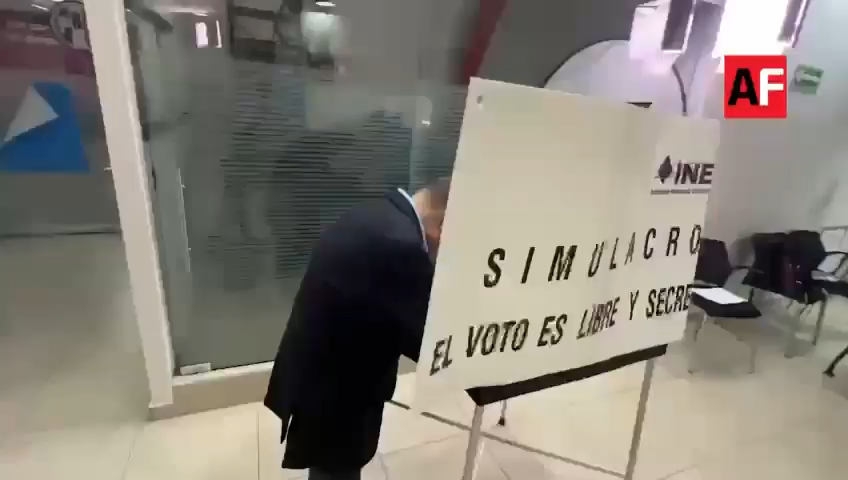 AF
INE
SIMULACRO
EL VOTO ES LIBRE Y SECRE